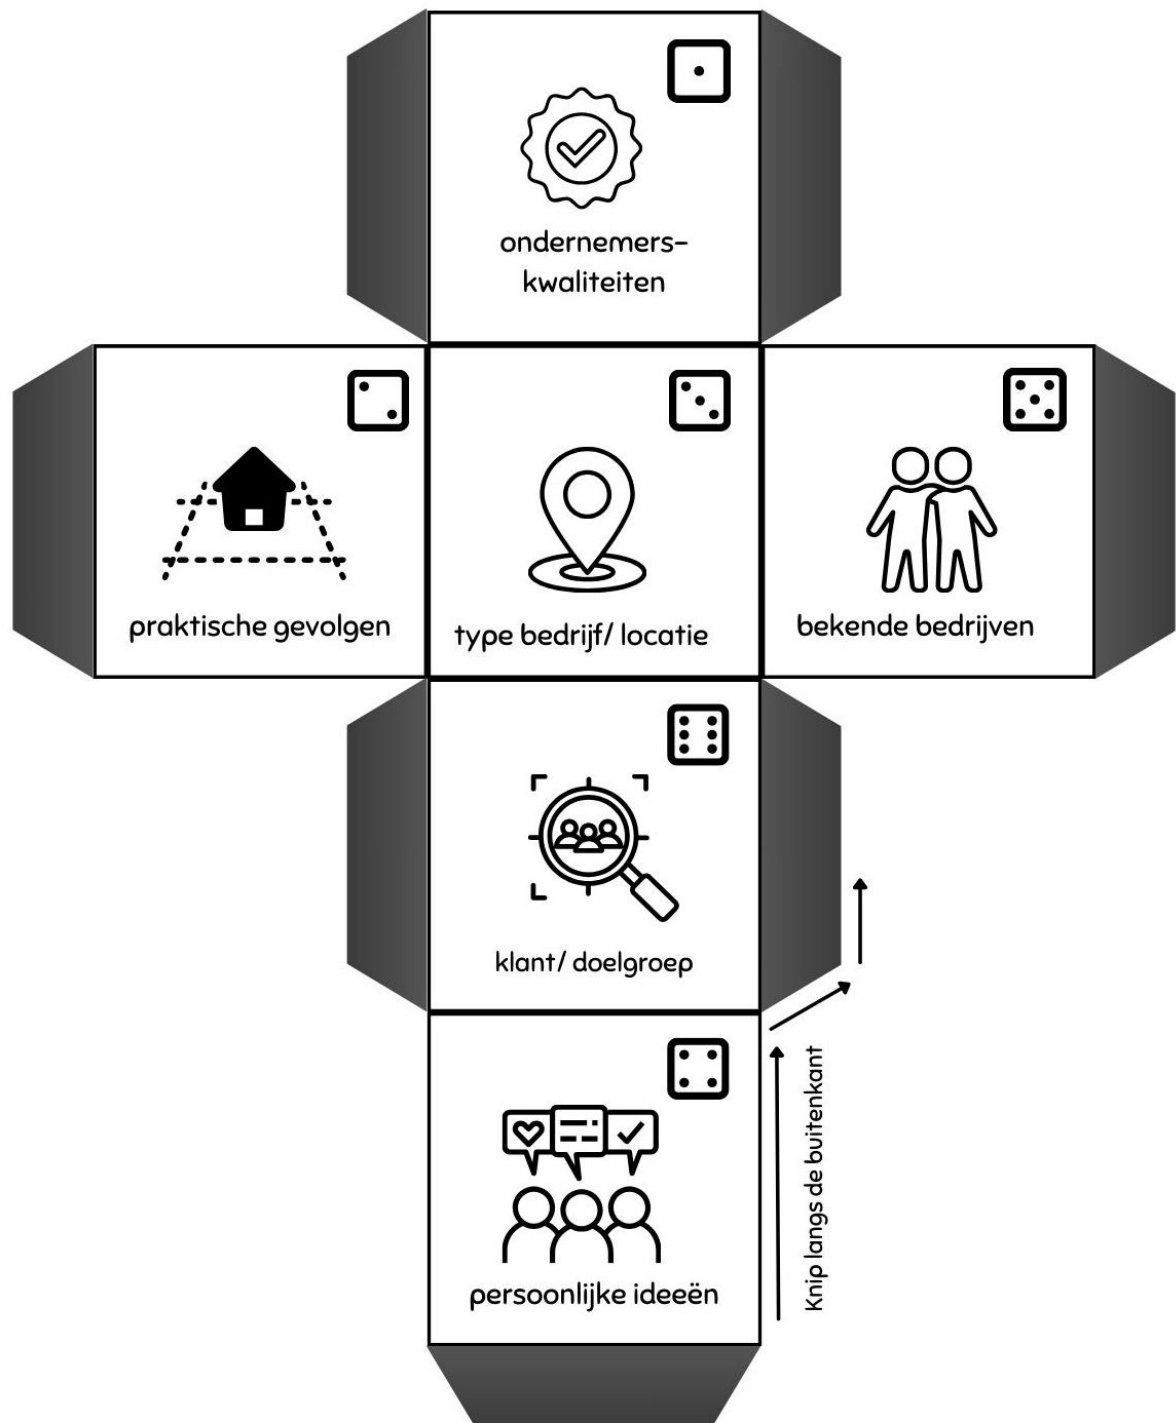 ondernemers-
kwaliteiten
praktische gevolgen
type bedrijf/ locatie
bekende bedrijven
klant/ doelgroep
persoonlijke ideeën
Knip langs de buitenkant